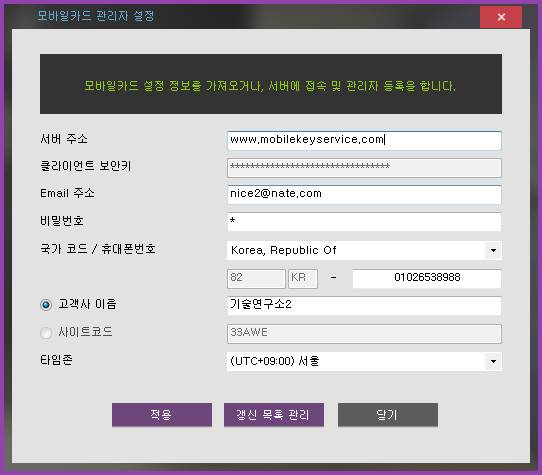 모바일카드 관리자 설정
모바일카드 설정 정보를 가져오거나, 서버에 접속 및 관리자 등록을 합니다.
서버 주소 www.mobilekeyservice.com
클라이언트 보안키 ********************************
Email 주소 nice2@nate.com
비밀번호 *
국가 코드 / 휴대폰번호 Korea, Republic Of
82 KR - 01026538988
고객사 이음 기술연구소2
사이트코드 33AWE
타임존 (UTC+09:00) 서울
적용 갱신 목록 관리 닫기